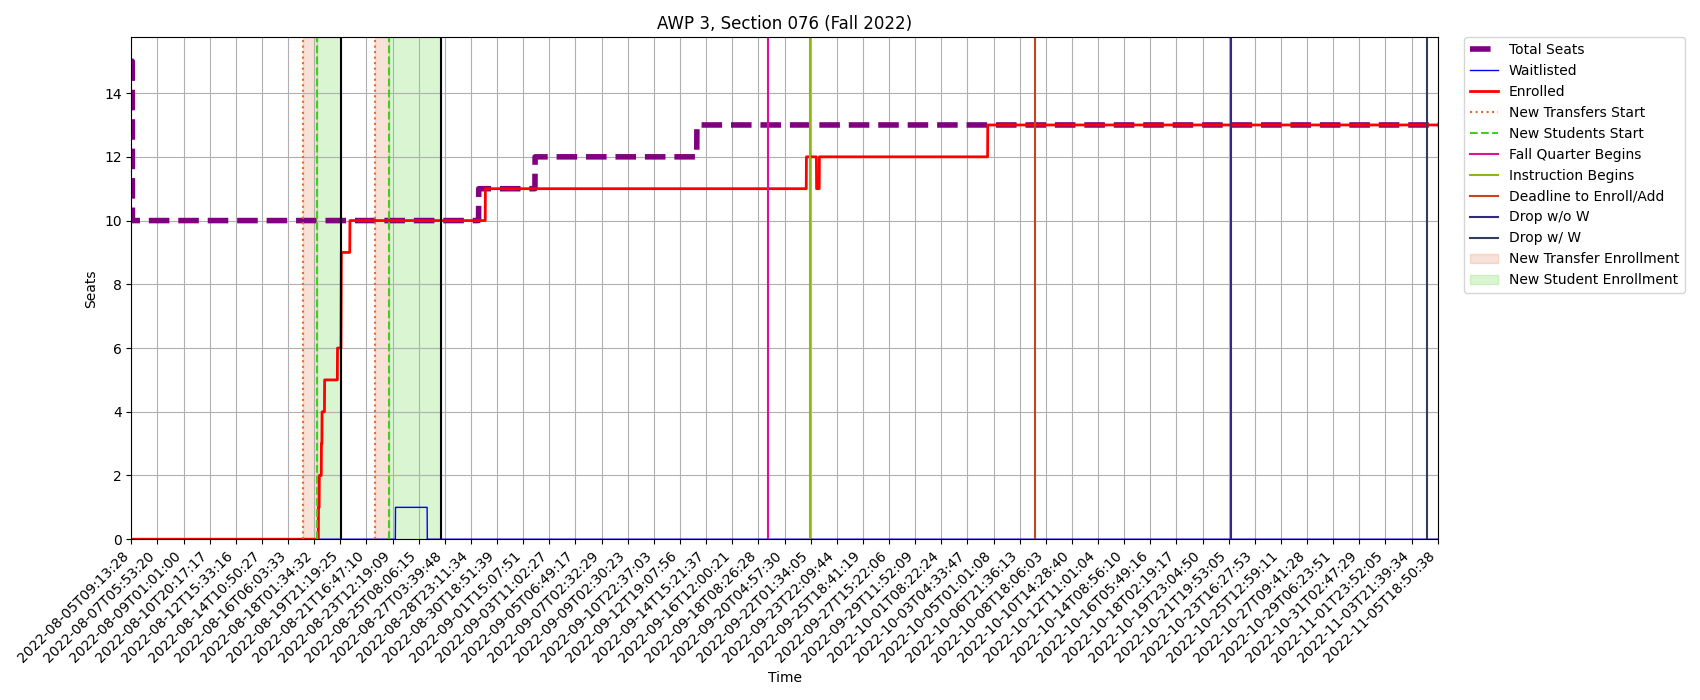 AWP 3, Section 076 (Fall 2022)
Total Seats
Waitlisted
Enrolled
New Transfers Start
New Students Start
Fall Quarter Begins
Instruction Begins
Deadline to Enroll/Add
Drop w/o W
Drop w/ W
New Transfer Enrollment
New Student Enrollment
Seats
14
12
10
8
6
4
2
0
2022-08-05T09:13:28
2022-08-07T05:53:20
2022-08-09T01:01:00
2022-08-10T20:17:17
2022-08-12T15:33:16
2022-08-14T10:50:27
2022-08-16T06:03:33
2022-08-18T01:34:32
2022-08-19T21:19:25
2022-08-21T16:47:10
2022-08-23T12:19:09
2022-08-25T08:06:15
2022-08-27T03:39:48
2022-08-28T23:11:34
2022-08-30T18:51:39
2022-09-01T15:07:51
2022-09-03T11:02:27
2022-09-05T06:49:17
2022-09-07T02:32:29
2022-09-09T02:30:23
2022-09-10T22:37:03
2022-09-12T19:07:56
2022-09-14T15:21:37
2022-09-16T12:00:21
2022-09-18T08:26:28
2022-09-20T04:57:30
2022-09-22T01:34:05
2022-09-23T22:09:44
2022-09-25T18:41:19
2022-09-27T15:22:06
2022-09-29T11:52:09
2022-10-01T08:22:24
2022-10-03T04:33:47
2022-10-05T01:01:08
2022-10-06T21:36:13
2022-10-08T18:06:03
2022-10-10T14:28:40
2022-10-12T11:01:04
2022-10-14T08:56:10
2022-10-16T05:49:16
2022-10-18T02:19:17
2022-10-19T23:04:50
2022-10-21T19:53:05
2022-10-23T16:27:53
2022-10-25T12:59:11
2022-10-27T09:41:28
2022-10-29T06:23:51
2022-10-31T02:47:29
2022-11-01T23:52:05
2022-11-03T21:39:34
2022-11-05T18:50:38
Time